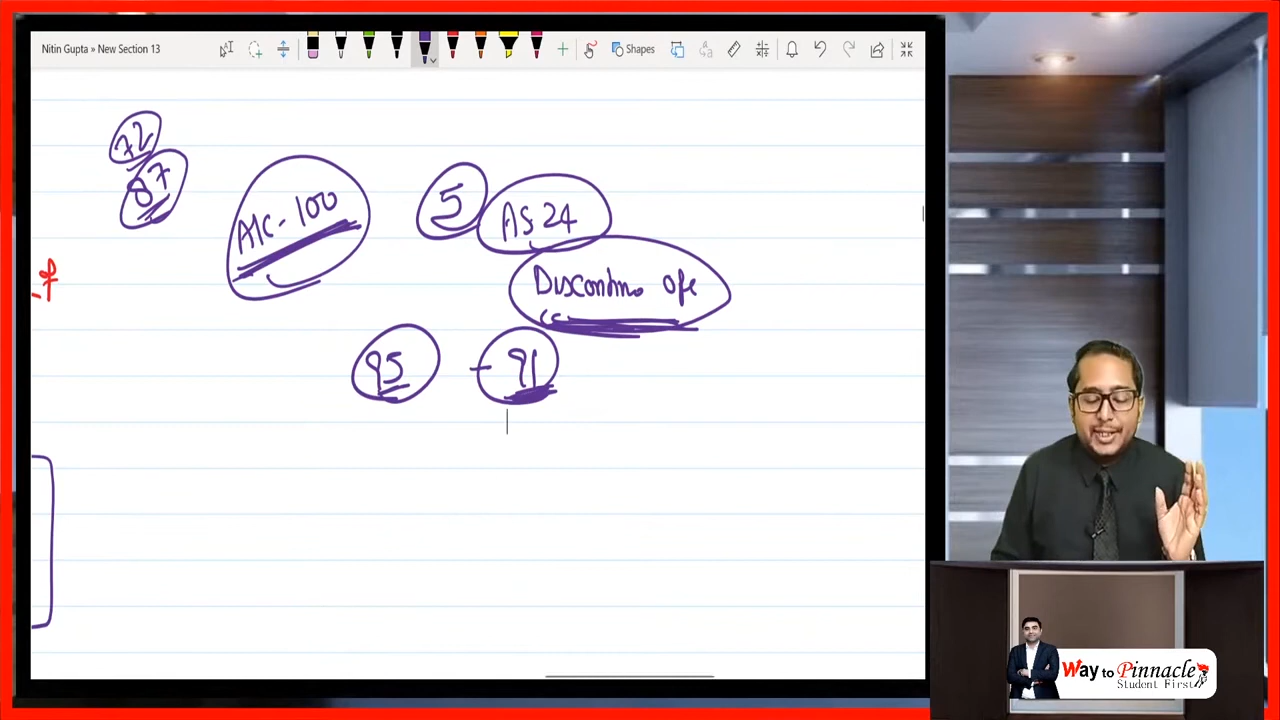 Nitin Gupta » New Section 13
Shapes
72
87
A/c - 100
5
AS 24
Discontinu Ope
95 - 91
Way to Pinnacle
Student First